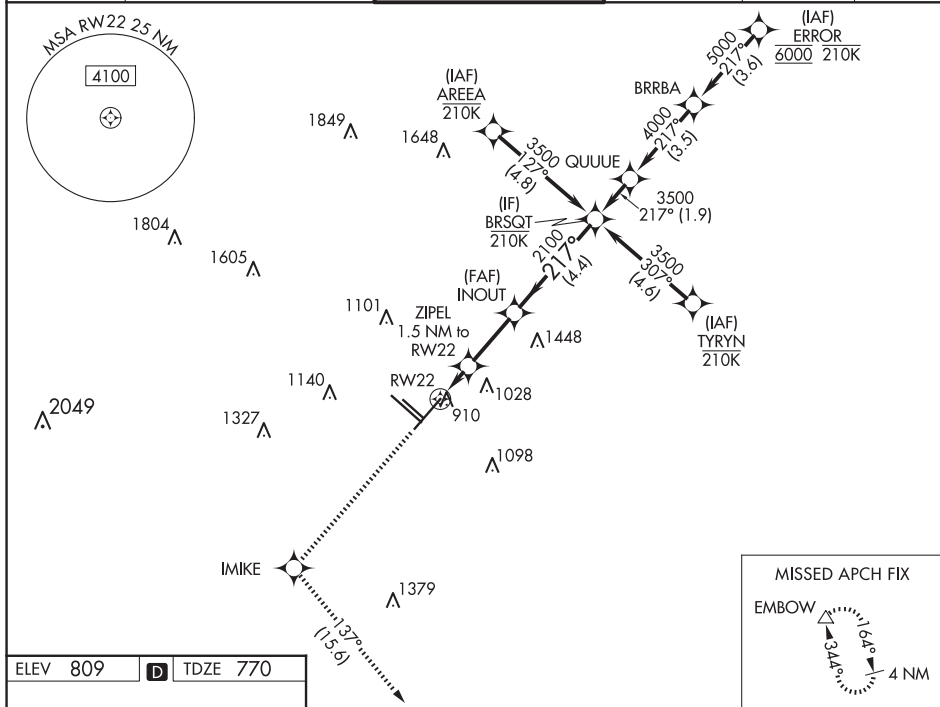 MSA RW22 25 NM
4100
(IAF)
ERROR
6000 210K
5000
217°
(3.6)
BRRBA
4000
217°
(3.5)
(IAF)
AREEA
210K
1849
1648
3500
127°
(4.8)
QUUUE
3500
217° (1.9)
(IF)
BRSQT
210K
1804
1605
2100
217°
(4.4)
3500
307°
(4.6)
(IAF)
TYRYN
210K
(FAF)
INOUT
1101
ZIPEL
1.5 NM to
RW22
1448
1140
RW22
1028
910
2049
1327
1098
IMIKE
1379
137°
(15.6)
MISSED APCH FIX
EMBOW
164°
344°
4 NM
ELEV 809 D TDZE 770